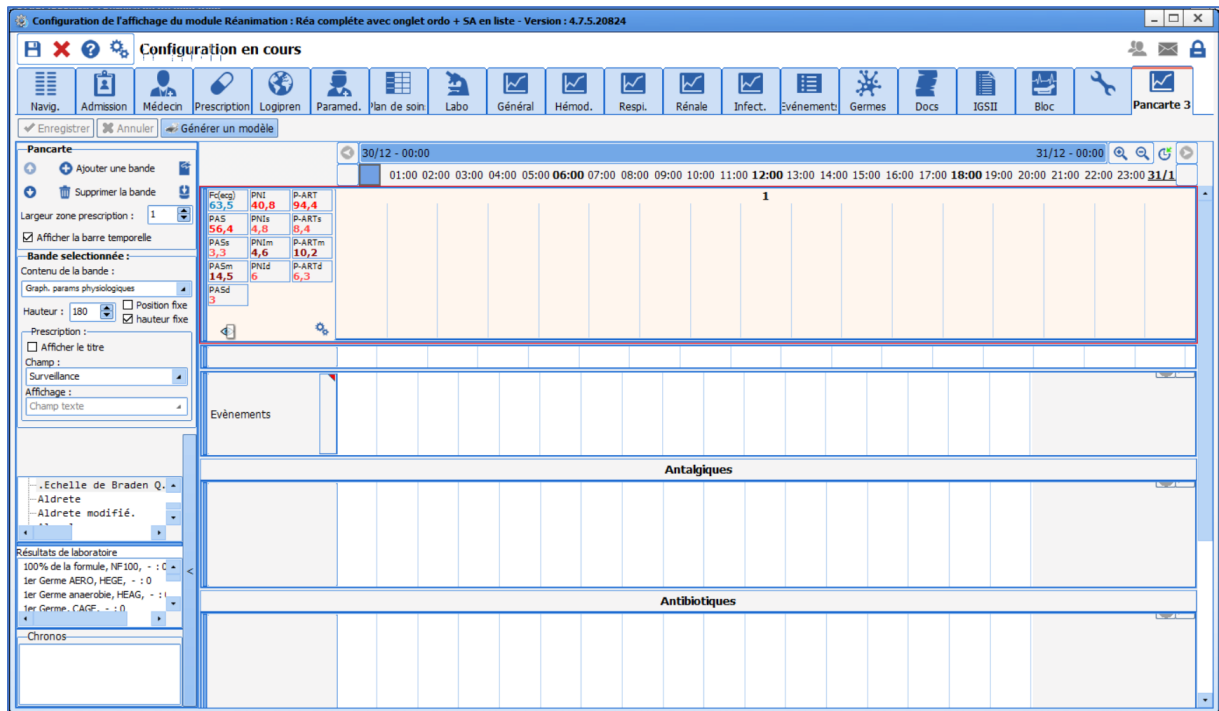 Configuration de l'affichage du module Réanimation : Réa complète avec onglet ordo + SA en liste - Version : 4.7.5.20824
Configuration en cours
Navig. Admission Médecin Prescription Logipren Paramed. Plan de soin Labo Général Hémod. Respi. Rénale Infect. Evénement Germes Docs IGSII Bloc Pancarte 3
Enregistrer Annuler Générer un modèle
Pancarte
Ajouter une bande
Supprimer la bande
Largeur zone prescription : 1
Afficher la barre temporelle
Bande selectionnée :
Contenu de la bande :
Graph. params physiologiques
Hauteur : 180
Position fixe
hauteur fixe
Prescription :
Afficher le titre
Champ :
Surveillance
Affichage :
Champ texte
.Echelle de Braden Q.
Aldrete
Aldrete modifié.
Résultats de laboratoire
100% de la formule, NF100, - : 0
1er Germe AERO, HEGE, - : 0
1er Germe anaerobie, HEAG, - :
1er Germe, CAGE, - : 0
<
Chronos
30/12 - 00:00 31/12 - 00:00
01:00 02:00 03:00 04:00 05:00 06:00 07:00 08:00 09:00 10:00 11:00 12:00 13:00 14:00 15:00 16:00 17:00 18:00 19:00 20:00 21:00 22:00 23:00 31/1
Fc(ecg) PNI P-ART
63,5 40,8 94,4
PAS PNIs P-ARTs
56,4 4,8 8,4
PASs PNIm P-ARTm
3,3 4,6 10,2
PASm PNId P-ARTd
14,5 6 6,3
PASd
3
1
Evènements
Antalgiques
Antibiotiques